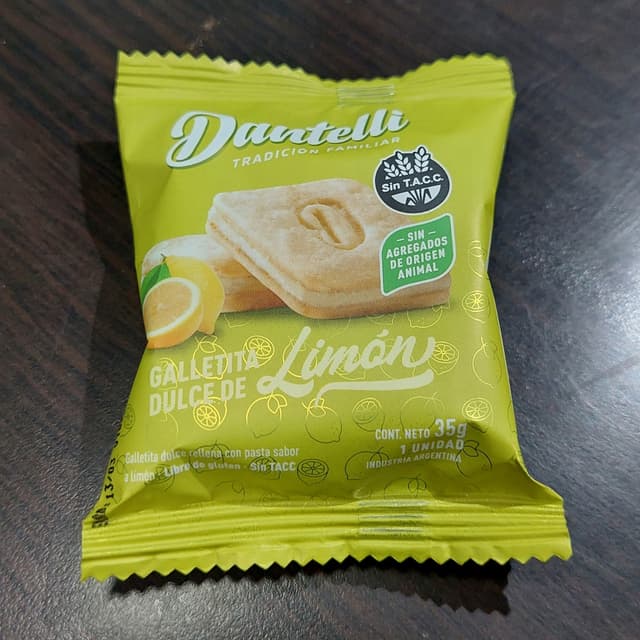 Dantelli
TRADICION FAMILIAR
Sin T.A.C.C.
SIN
AGREGADOS
DE ORIGEN
ANIMAL
D
GALLETITA
DULCE DE
Limón
CONT. NETO 35g
1 UNIDAD
INDUSTRIA ARGENTINA
Galletita dulce rellena con pasta sabor
a limón - Libre de gluten - Sin TACC